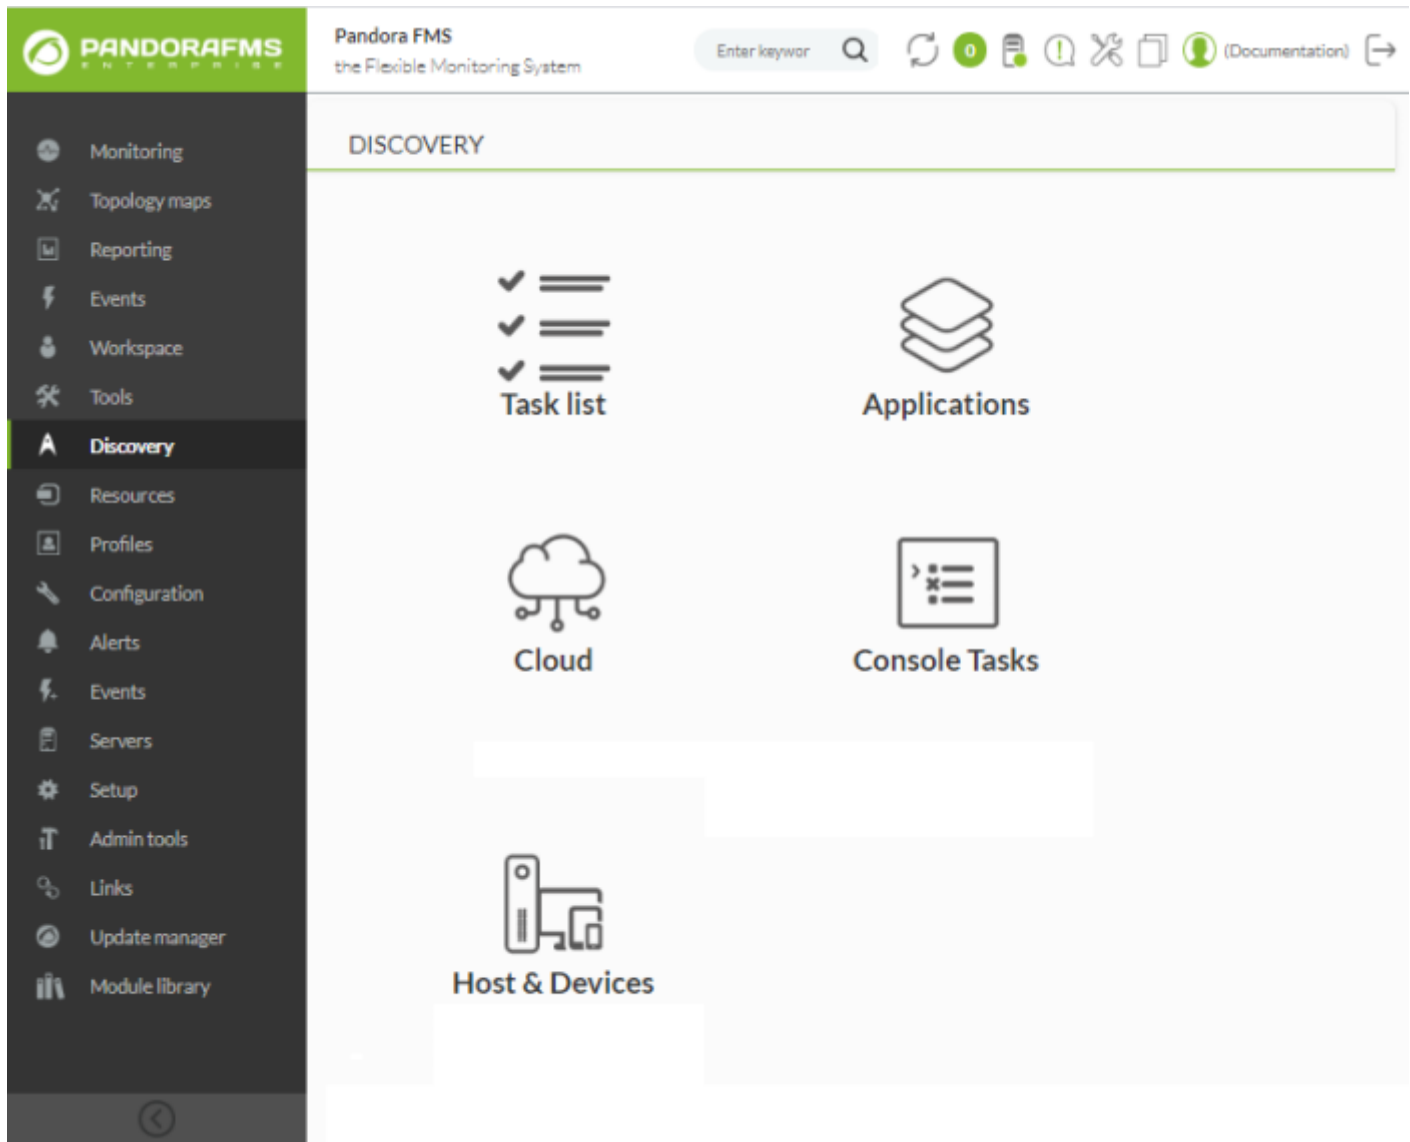 PANDORAFMS
ENTERPRISE
Pandora FMS
the Flexible Monitoring System
Enter keywor
0
(Documentation)
Monitoring
Topology maps
Reporting
Events
Workspace
Tools
Discovery
Resources
Profiles
Configuration
Alerts
Events
Servers
Setup
Admin tools
Links
Update manager
Module library
DISCOVERY
Task list
Applications
Cloud
Console Tasks
Host & Devices